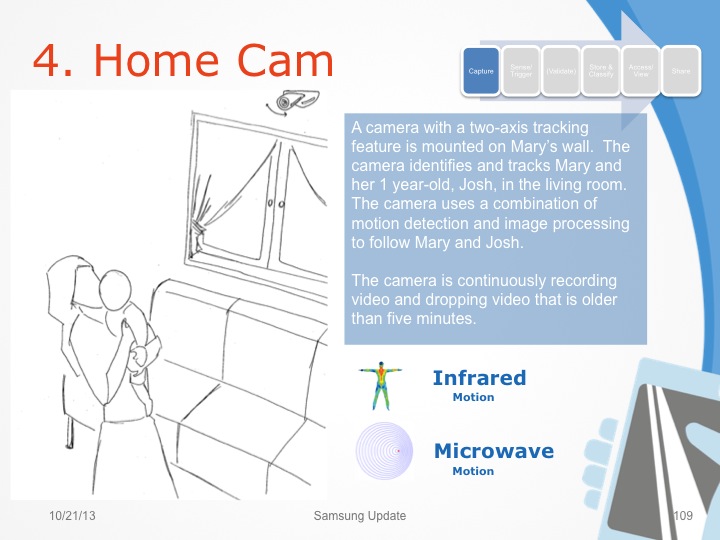 4. Home Cam
Capture
Sense/
Trigger
(Validate)
Store &
Classify
Access/
View
Share
A camera with a two-axis tracking
feature is mounted on Mary’s wall.  The
camera identifies and tracks Mary and
her 1 year-old, Josh, in the living room.
The camera uses a combination of
motion detection and image processing
to follow Mary and Josh.
The camera is continuously recording
video and dropping video that is older
than five minutes.
Infrared
Motion
Microwave
Motion
10/21/13
Samsung Update
109